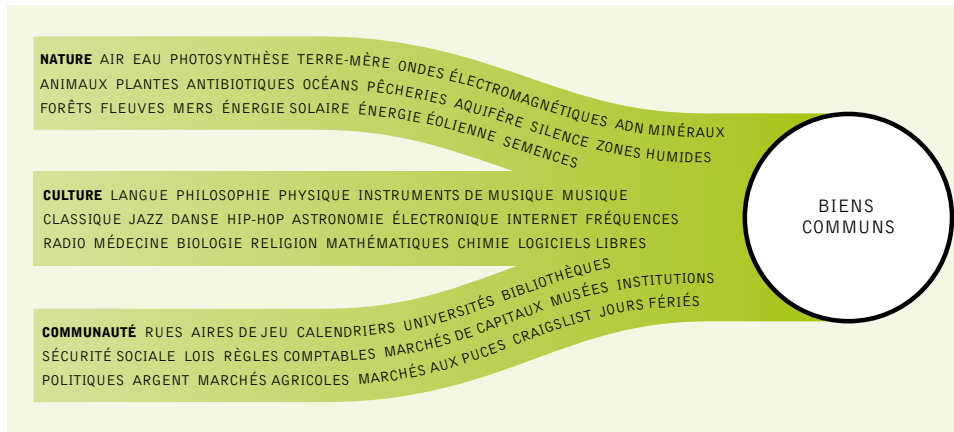 NATURE AIR EAU PHOTOSYNTHÈSE TERRE-MÈRE ONDES ÉLECTROMAGNÉTIQUES ADN MINÉRAUX
ANIMAUX PLANTES ANTIBIOTIQUES OCÉANS PÊCHERIES AQUIFÈRE SILENCE ZONES HUMIDES
FORÊTS FLEUVES MERS ÉNERGIE SOLAIRE ÉNERGIE ÉOLIENNE SEMENCES
CULTURE LANGUE PHILOSOPHIE PHYSIQUE INSTRUMENTS DE MUSIQUE MUSIQUE
CLASSIQUE JAZZ DANSE HIP-HOP ASTRONOMIE ÉLECTRONIQUE INTERNET FRÉQUENCES
RADIO MÉDECINE BIOLOGIE RELIGION MATHÉMATIQUES CHIMIE LOGICIELS LIBRES
COMMUNAUTÉ RUES AIRES DE JEU CALENDRIERS UNIVERSITÉS BIBLIOTHÈQUES
SÉCURITÉ SOCIALE LOIS RÈGLES COMPTABLES MARCHÉS DE CAPITAUX MUSÉES INSTITUTIONS
POLITIQUES ARGENT MARCHÉS AGRICOLES MARCHÉS AUX PUCES CRAIGSLIST JOURS FÉRIÉS
BIENS
COMMUNS